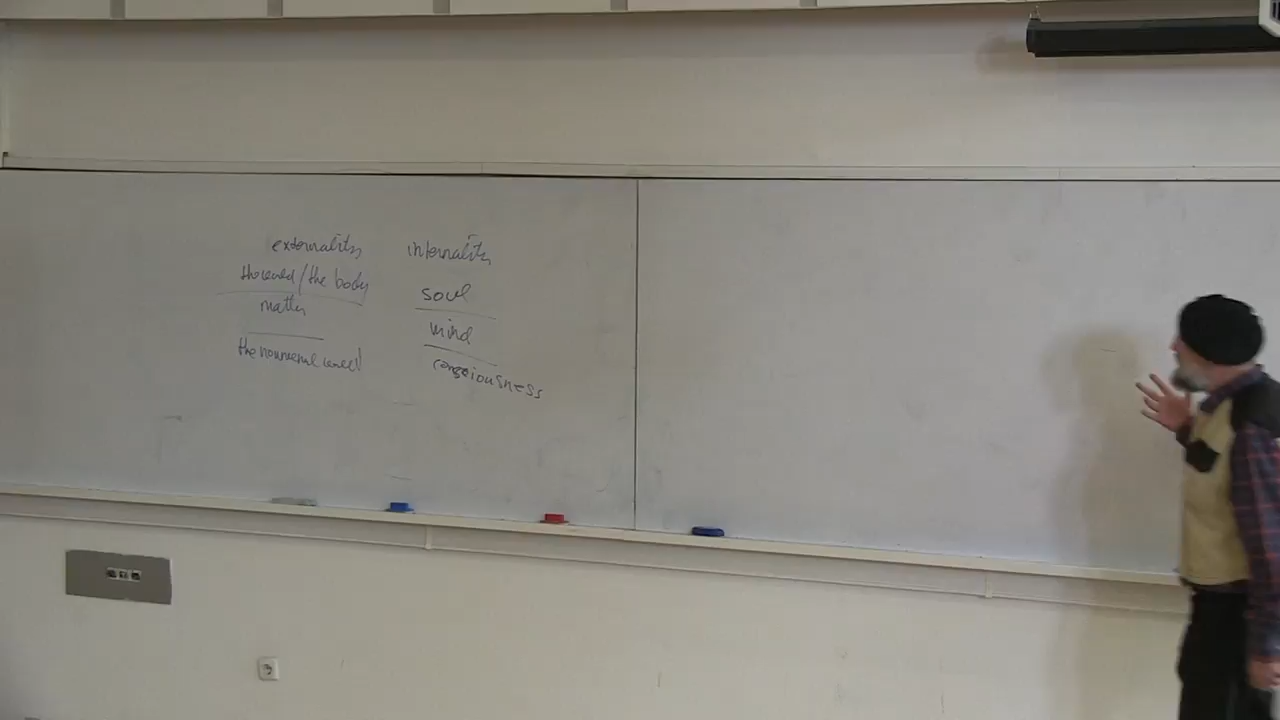 externality internality
the world / the body soul
matter mind
the noumenal world consciousness